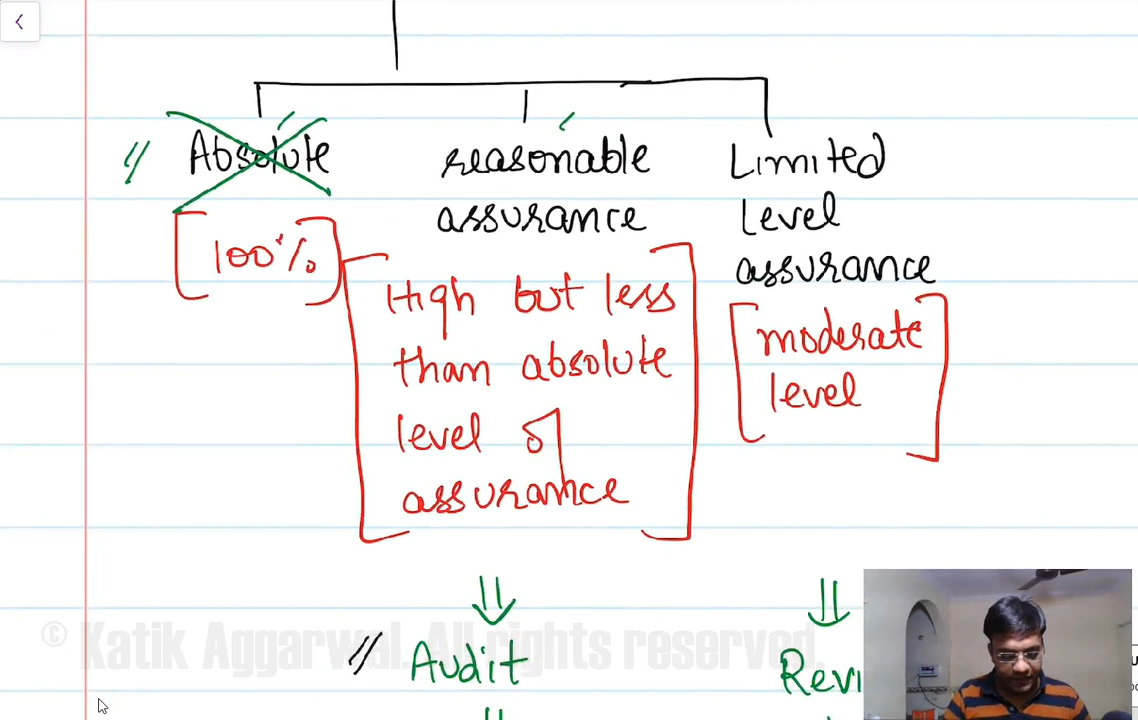 Absolute
[100%]
reasonable
assurance
[High but less
than absolute
level of
assurance]
Limited
Level
assurance
[moderate
level]
// Audit
Revi
© Katik Aggarwal. All rights reserved.